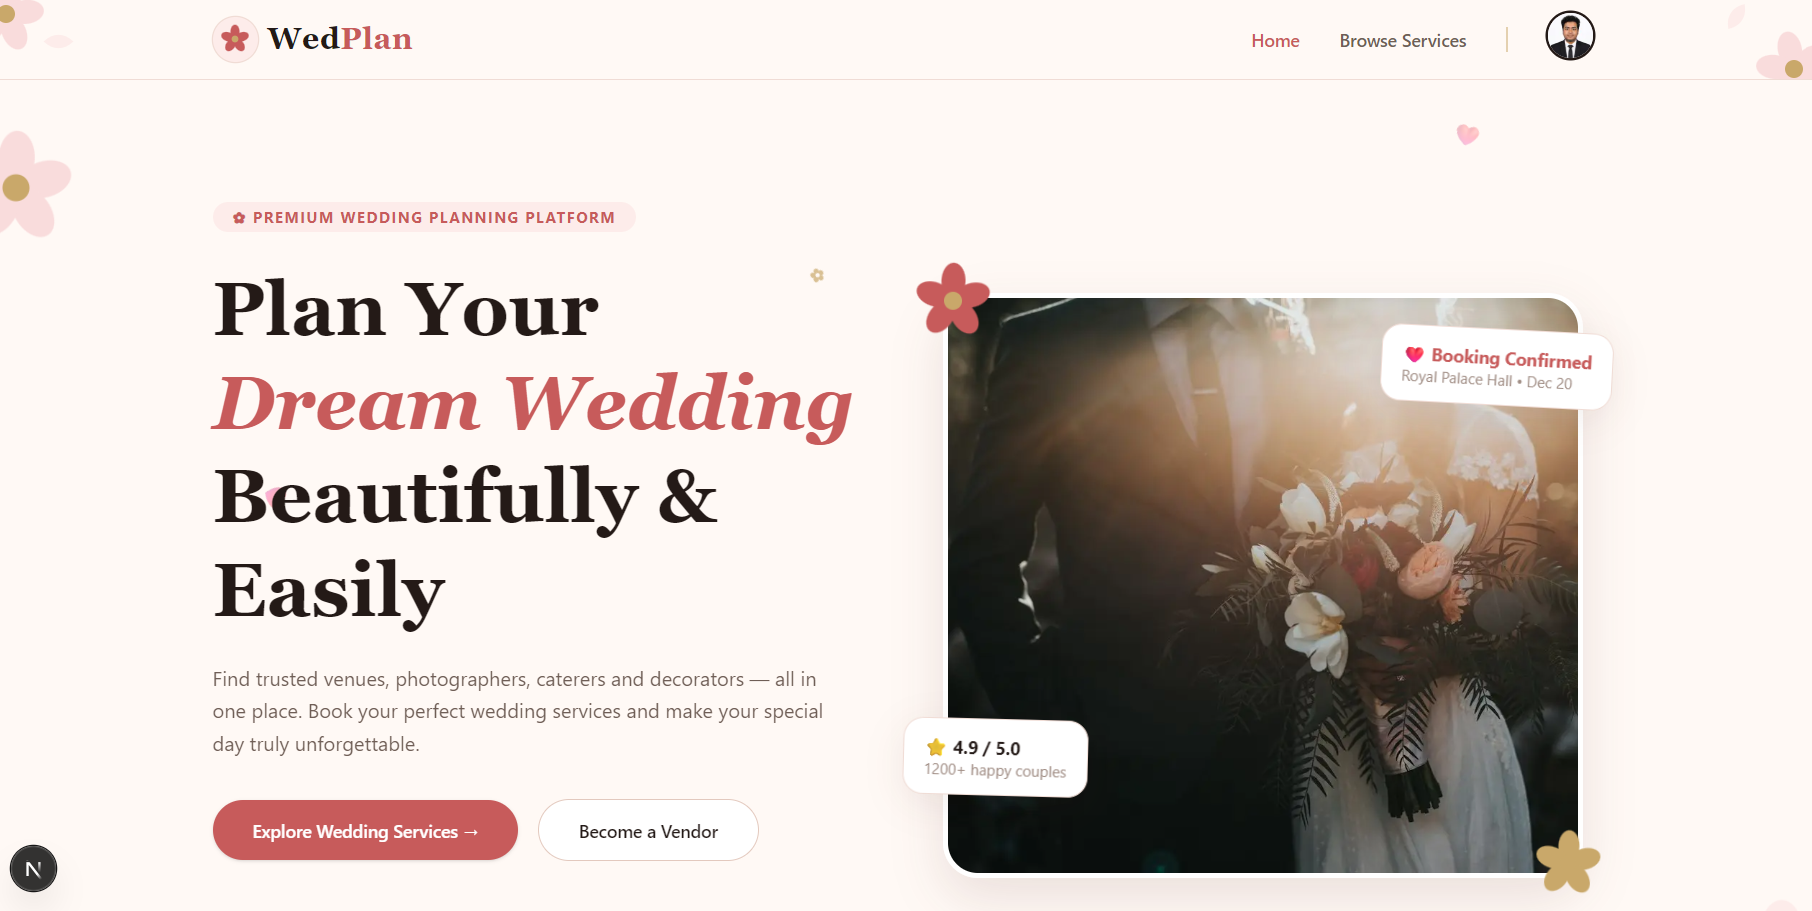 WedPlan
Home
Browse Services
✿ PREMIUM WEDDING PLANNING PLATFORM
Plan Your
Dream Wedding
Beautifully &
Easily
Find trusted venues, photographers, caterers and decorators — all in
one place. Book your perfect wedding services and make your special
day truly unforgettable.
Explore Wedding Services →
Become a Vendor
Booking Confirmed
Royal Palace Hall • Dec 20
4.9 / 5.0
1200+ happy couples
N